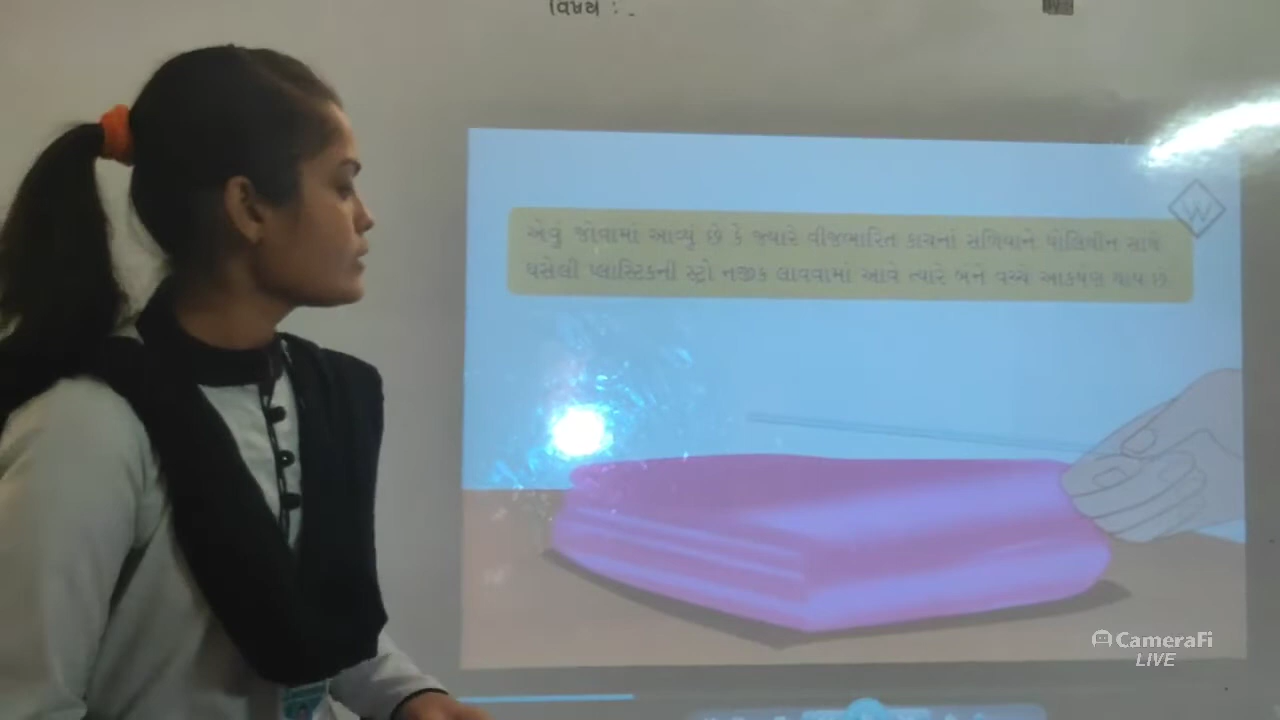 વિષય : -
W
એવું જોવામાં આવ્યું છે કે જ્યારે વીજભારિત કાચનાં સળિયાને પોલિથીન સાથે
ઘસેલી પ્લાસ્ટિકની સ્ટ્રો નજીક લાવવામાં આવે ત્યારે બંને વચ્ચે આકર્ષણ થાય છે
CameraFi
LIVE